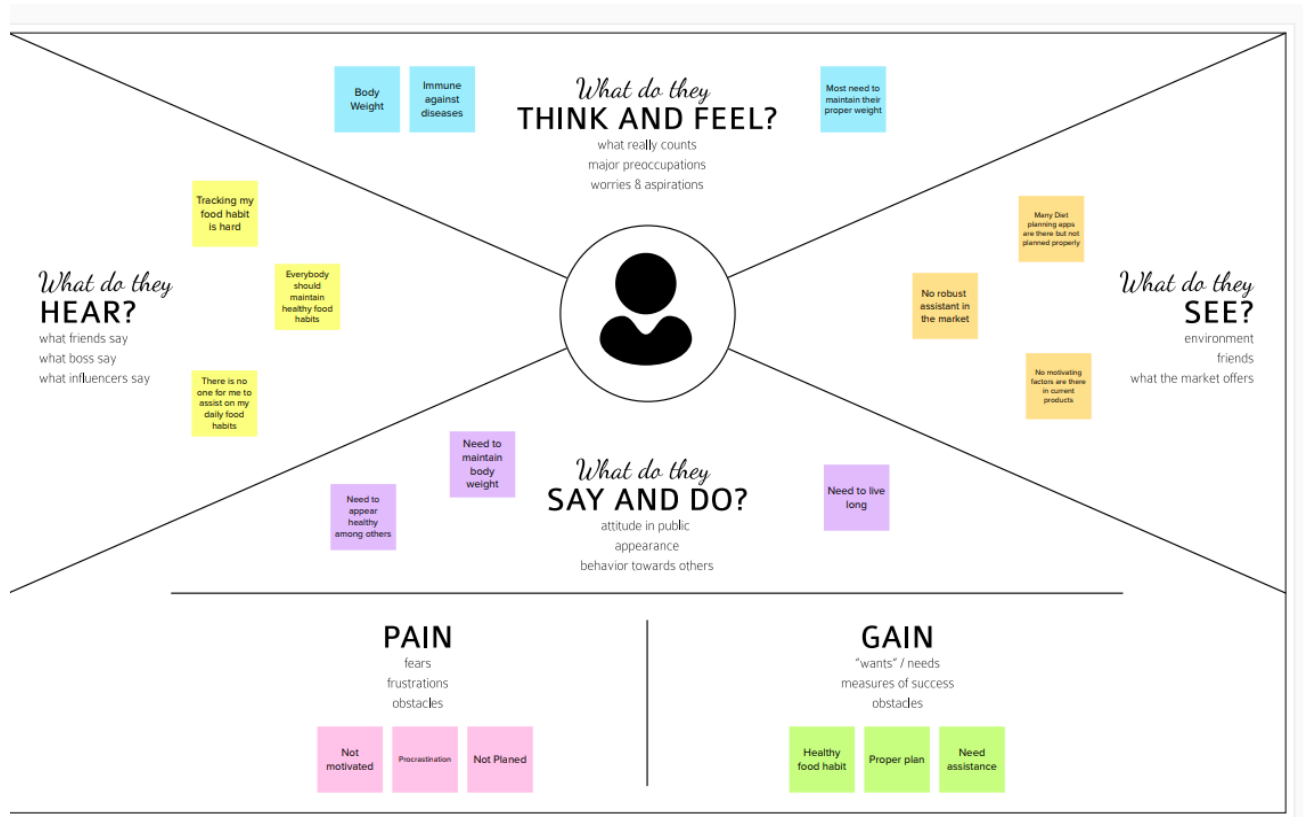 Body
Weight
Immune
against
diseases
What do they
THINK AND FEEL?
what really counts
major preoccupations
worries & aspirations
Most need to
maintain their
proper weight
Tracking my
food habit
is hard
Everybody
should
maintain
healthy food
habits
What do they
HEAR?
what friends say
what boss say
what influencers say
There is no
one for me to
assist on my
daily food
habits
Many Diet
planning apps
are there but not
planned properly
No robust
assistant in
the market
What do they
SEE?
environment
friends
what the market offers
No motivating
factors are there
in current
products
Need to
maintain
body
weight
Need to
appear
healthy
among others
What do they
SAY AND DO?
attitude in public
appearance
behavior towards others
Need to live
long
PAIN
fears
frustrations
obstacles
Not
motivated
Procrastination
Not Planed
GAIN
“wants” / needs
measures of success
obstacles
Healthy
food habit
Proper plan
Need
assistance